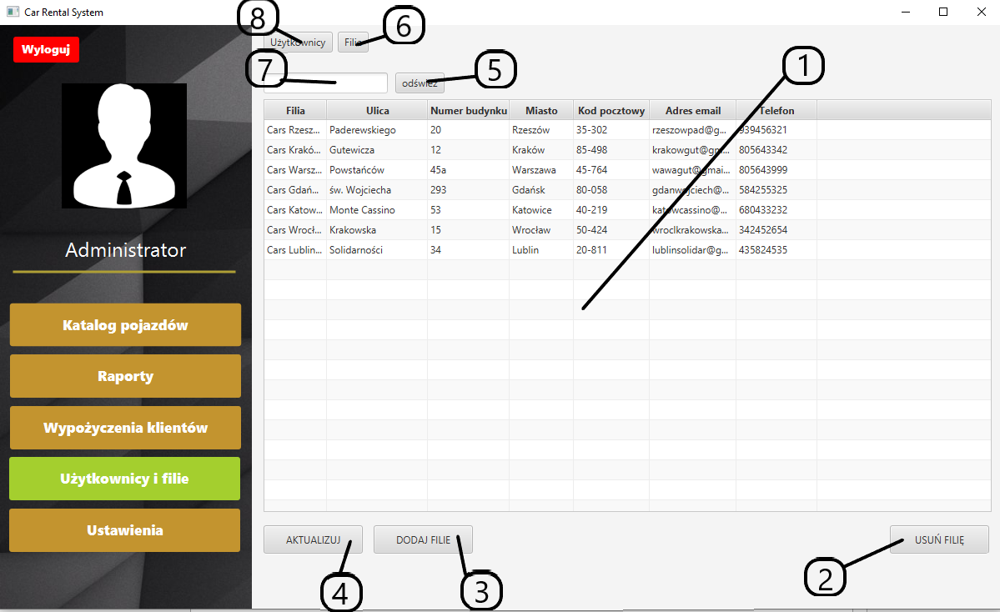 Car Rental System
8
6
Wyloguj
Użytkownicy Filie
7
5
1
odśwież
Filia Ulica Numer budynku Miasto Kod pocztowy Adres email Telefon
Cars Rzesz... Paderewskiego 20 Rzeszów 35-302 rzeszowpad@g... 939456321
Cars Krakó... Gutewicza 12 Kraków 85-498 krakowgut@gm... 805643342
Cars Warsz... Powstańców 45a Warszawa 45-764 wawagut@gmai... 805643999
Cars Gdań... św. Wojciecha 293 Gdańsk 80-058 gdanwojciech@... 584255325
Cars Katow... Monte Cassino 53 Katowice 40-219 katowcassino@... 680433232
Cars Wrocł... Krakowska 15 Wrocław 50-424 wroclkrakowska... 342452654
Cars Lublin... Solidarności 34 Lublin 20-811 lublinsolidar@g... 435824535
Administrator
Katalog pojazdów
Raporty
Wypożyczenia klientów
Użytkownicy i filie
Ustawienia
AKTUALIZUJ DODAJ FILIE USUŃ FILIĘ
4
3
2